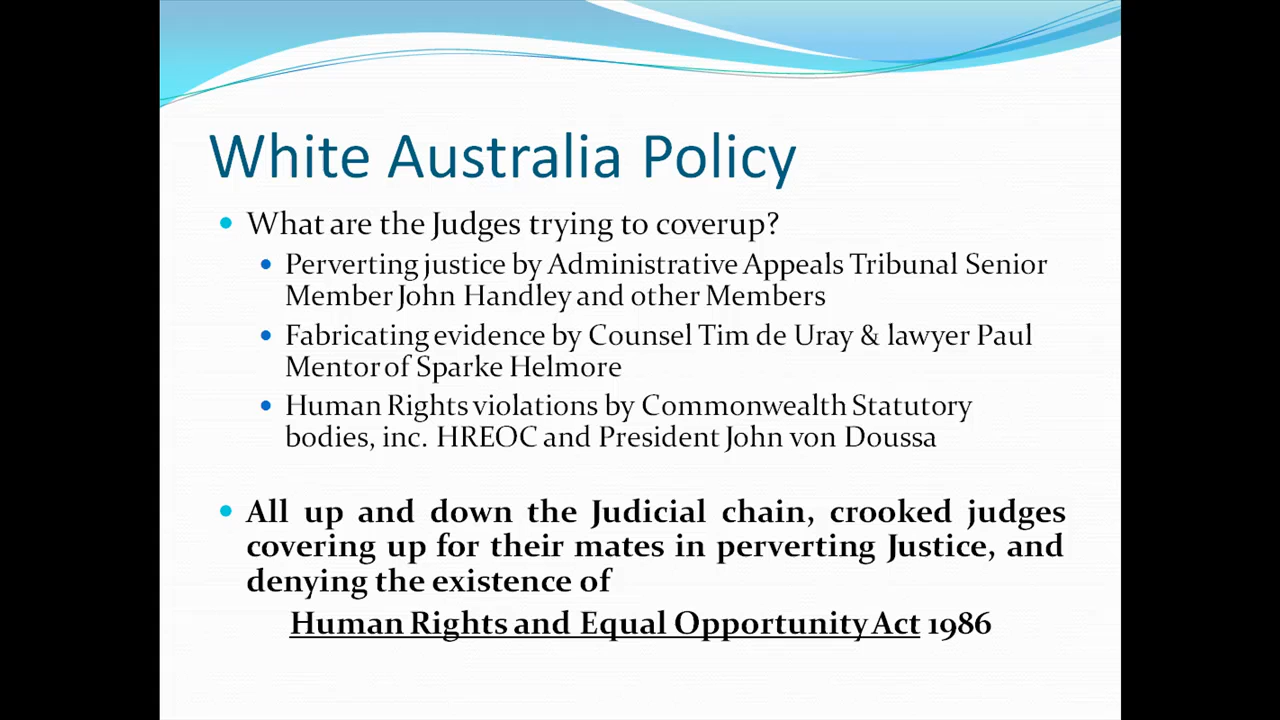 White Australia Policy
What are the Judges trying to coverup?
Perverting justice by Administrative Appeals Tribunal Senior
Member John Handley and other Members
Fabricating evidence by Counsel Tim de Uray & lawyer Paul
Mentor of Sparke Helmore
Human Rights violations by Commonwealth Statutory
bodies, inc. HREOC and President John von Doussa
All up and down the Judicial chain, crooked judges
covering up for their mates in perverting Justice, and
denying the existence of
Human Rights and Equal Opportunity Act 1986